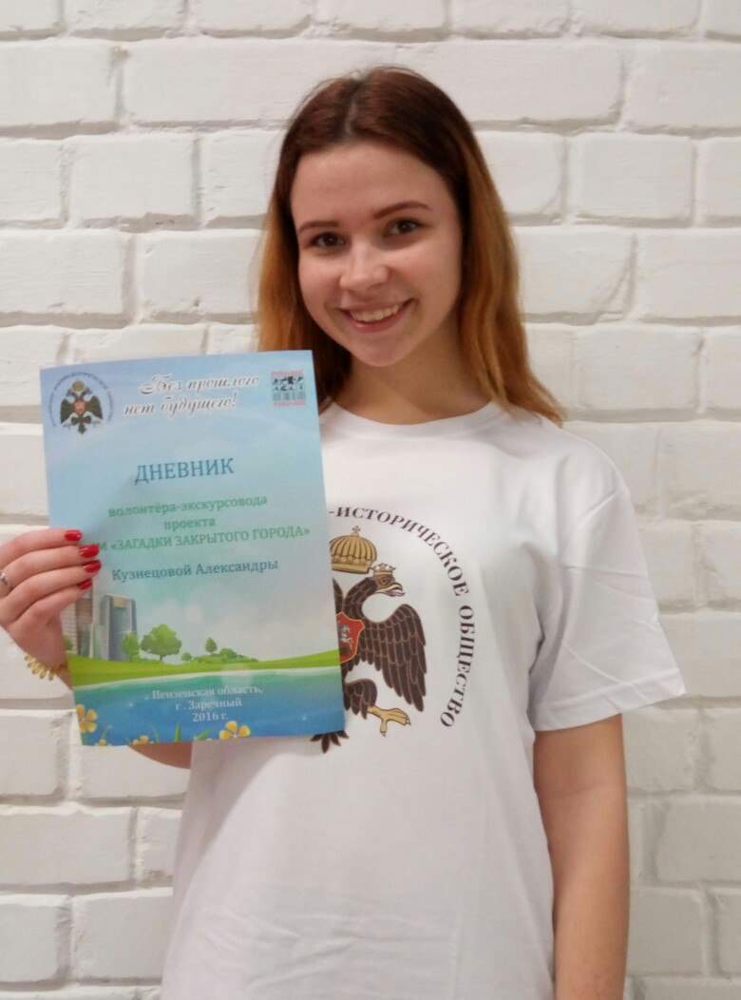 Без прошлого
нет будущего!
ДНЕВНИК
волонтёра-экскурсовода
проекта
И «ЗАГАДКИ ЗАКРЫТОГО ГОРОДА»
Кузнецовой Александры
Пензенская область,
г. Заречный
2016 г.
-ИСТОРИЧЕСКОЕ ОБЩЕСТВО